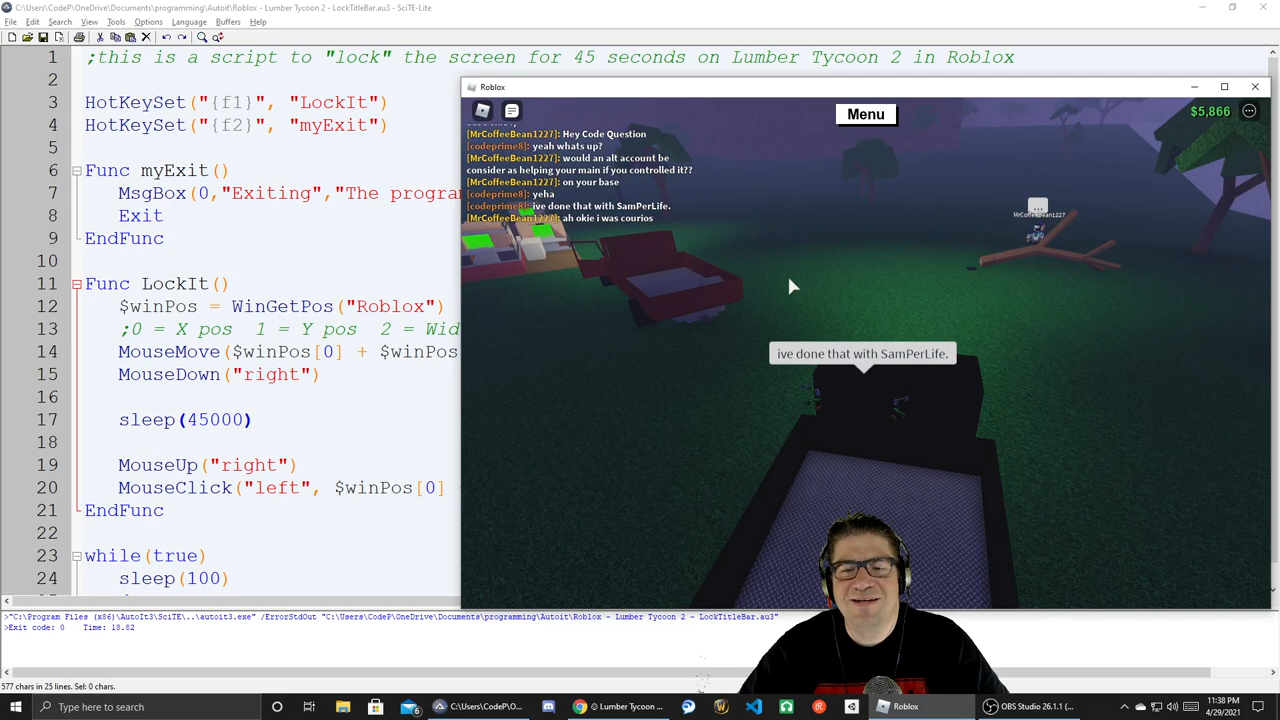 C:\Users\CodeP\OneDrive\Documents\programming\Autoit\Roblox - Lumber Tycoon 2 - LockTitleBar.au3 - SciTE-Lite
File Edit Search View Tools Options Language Buffers Help
1 ;this is a script to "lock" the screen for 45 seconds on Lumber Tycoon 2 in Roblox
2
3 HotKeySet("{f1}", "LockIt")
4 HotKeySet("{f2}", "myExit")
5
6 Func myExit()
7 MsgBox(0,"Exiting","The program
8 Exit
9 EndFunc
10
11 Func LockIt()
12 $winPos = WinGetPos("Roblox")
13 ;0 = X pos 1 = Y pos 2 = Wid
14 MouseMove($winPos[0] + $winPos
15 MouseDown("right")
16
17 sleep(45000)
18
19 MouseUp("right")
20 MouseClick("left", $winPos[0]
21 EndFunc
22
23 while(true)
24 sleep(100)
Roblox
Menu
$5,866
[MrCoffeeBean1227]: Hey Code Question
[codeprime8]: yeah whats up?
[MrCoffeeBean1227]: would an alt account be
consider as helping your main if you controlled it??
[MrCoffeeBean1227]: on your base
[codeprime8]: yeha
[codeprime8]: ive done that with SamPerLife.
[MrCoffeeBean1227]: ah okie i was courios
...
MrCoffeeBean1227
ive done that with SamPerLife.
>"C:\Program Files (x86)\AutoIt3\SciTE\..\autoit3.exe" /ErrorStdOut "C:\Users\CodeP\OneDrive\Documents\programming\Autoit\Roblox - Lumber Tycoon 2 - LockTitleBar.au3"
>Exit code: 0 Time: 18.82
577 chars in 25 lines. Sel: 0 chars.
Type here to search
6
C:\Users\CodeP\O...
Lumber Tycoon ...
Roblox
OBS Studio 26.1.1 (...
11:38 PM
4/29/2021